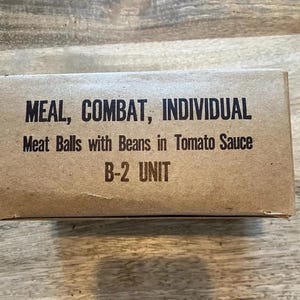 MEAL, COMBAT, INDIVIDUAL
Meat Balls with Beans in Tomato Sauce
B-2 UNIT